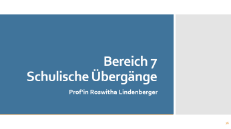 Bereich 7
Schulische Übergänge
Prof'in Roswitha Lindenberger